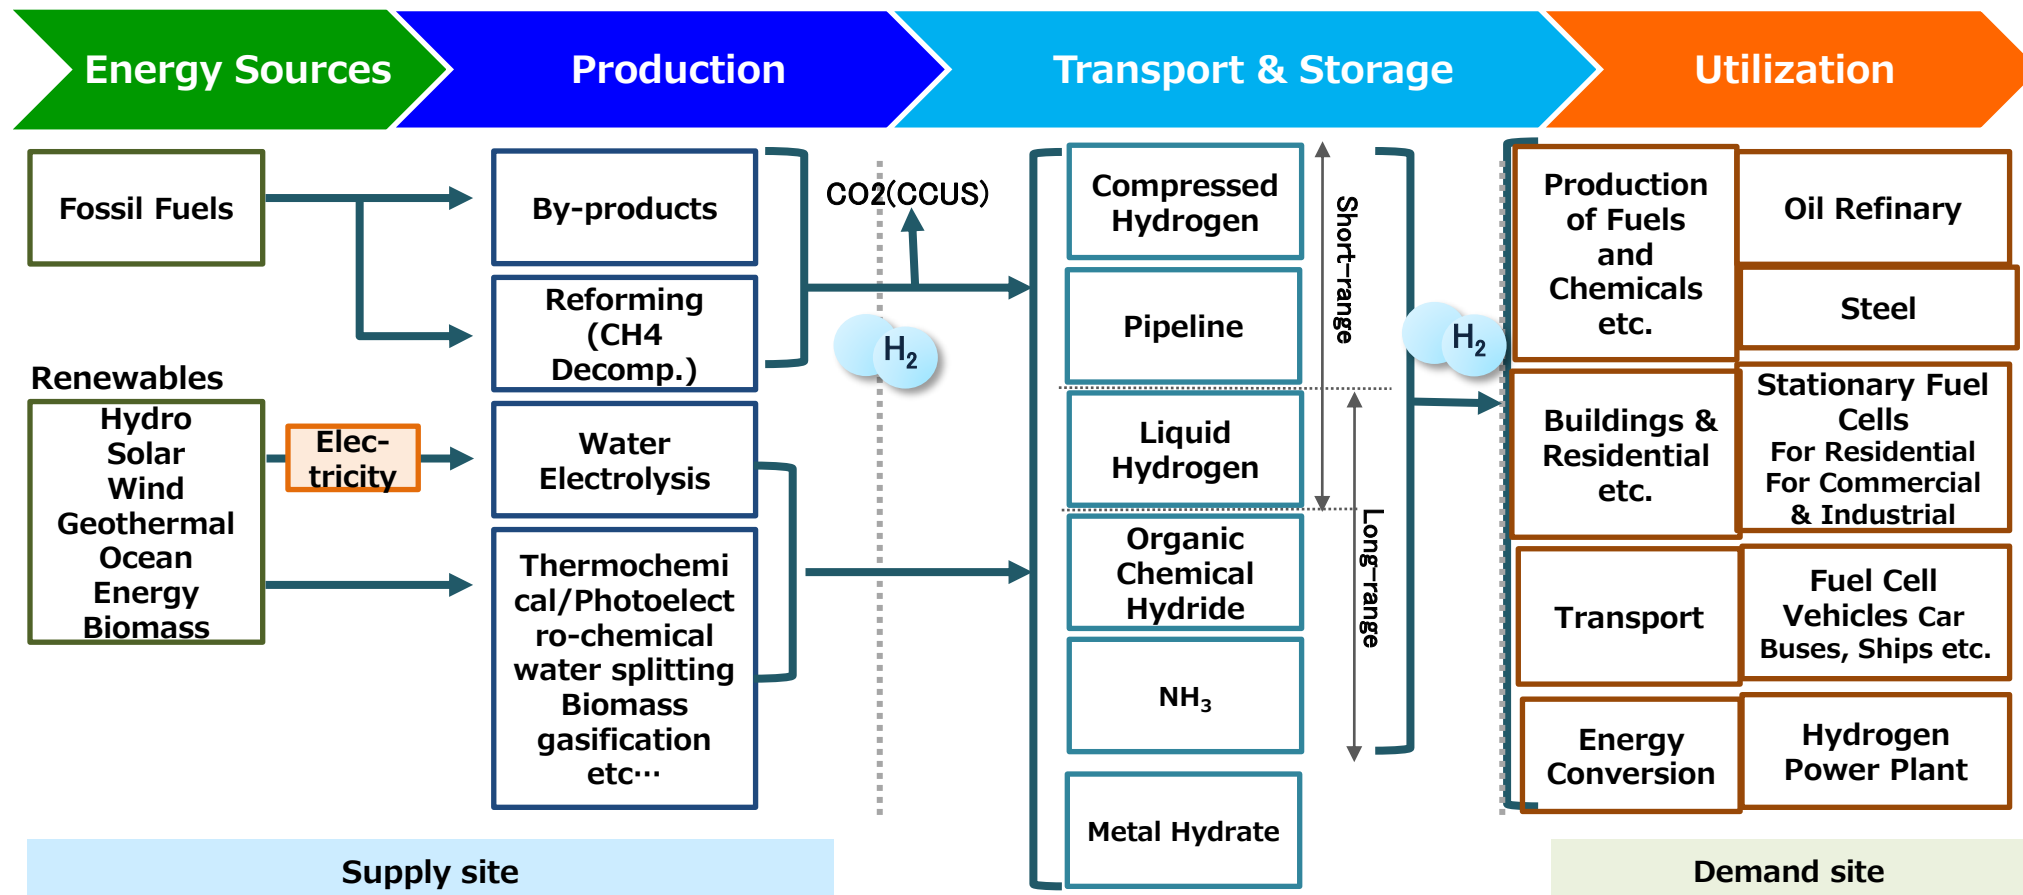 Energy Sources
Production
Transport & Storage
Utilization
Fossil Fuels
Renewables
Hydro
Solar
Wind
Geothermal
Ocean
Energy
Biomass
Elec-
tricity
By-products
Reforming
(CH4
Decomp.)
Water
Electrolysis
Thermochemi
cal/Photoelect
ro-chemical
water splitting
Biomass
gasification
etc…
CO2(CCUS)
H2
Compressed
Hydrogen
Pipeline
Liquid
Hydrogen
Organic
Chemical
Hydride
NH3
Metal Hydrate
Short-range
Long-range
H2
Production
of Fuels
and
Chemicals
etc.
Oil Refinary
Steel
Buildings &
Residential
etc.
Stationary Fuel
Cells
For Residential
For Commercial
& Industrial
Transport
Fuel Cell
Vehicles Car
Buses, Ships etc.
Energy
Conversion
Hydrogen
Power Plant
Supply site
Demand site